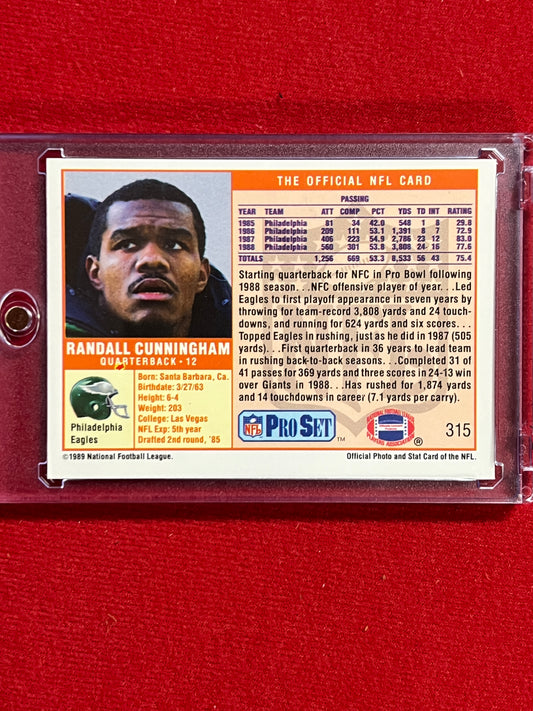 THE OFFICIAL NFL CARD
PASSING
YEAR TEAM ATT COMP PCT YDS TD INT RATING
1985 Philadelphia 81 34 42.0 548 1 8 29.8
1986 Philadelphia 209 111 53.1 1,391 8 7 72.9
1987 Philadelphia 406 223 54.9 2,786 23 12 83.0
1988 Philadelphia 560 301 53.8 3,808 24 16 77.6
TOTALS 1,256 669 53.3 8,533 56 43 75.4
Starting quarterback for NFC in Pro Bowl following
1988 season. . .NFC offensive player of year. . .Led
Eagles to first playoff appearance in seven years by
throwing for team-record 3,808 yards and 24 touch-
downs, and running for 624 yards and six scores. . .
Topped Eagles in rushing, just as he did in 1987 (505
yards). . .First quarterback in 36 years to lead team
in rushing back-to-back seasons. . .Completed 31 of
41 passes for 369 yards and three scores in 24-13 win
over Giants in 1988. . .Has rushed for 1,874 yards
and 14 touchdowns in career (7.1 yards per carry).
RANDALL CUNNINGHAM
QUARTERBACK · 12
Born: Santa Barbara, Ca.
Birthdate: 3/27/63
Height: 6-4
Weight: 203
College: Las Vegas
NFL Exp: 5th year
Drafted 2nd round, '85
Philadelphia
Eagles
NFL PRO SET ™
NATIONAL FOOTBALL LEAGUE
PLAYERS ASSOCIATION ®
315
©1989 National Football League.
Official Photo and Stat Card of the NFL.